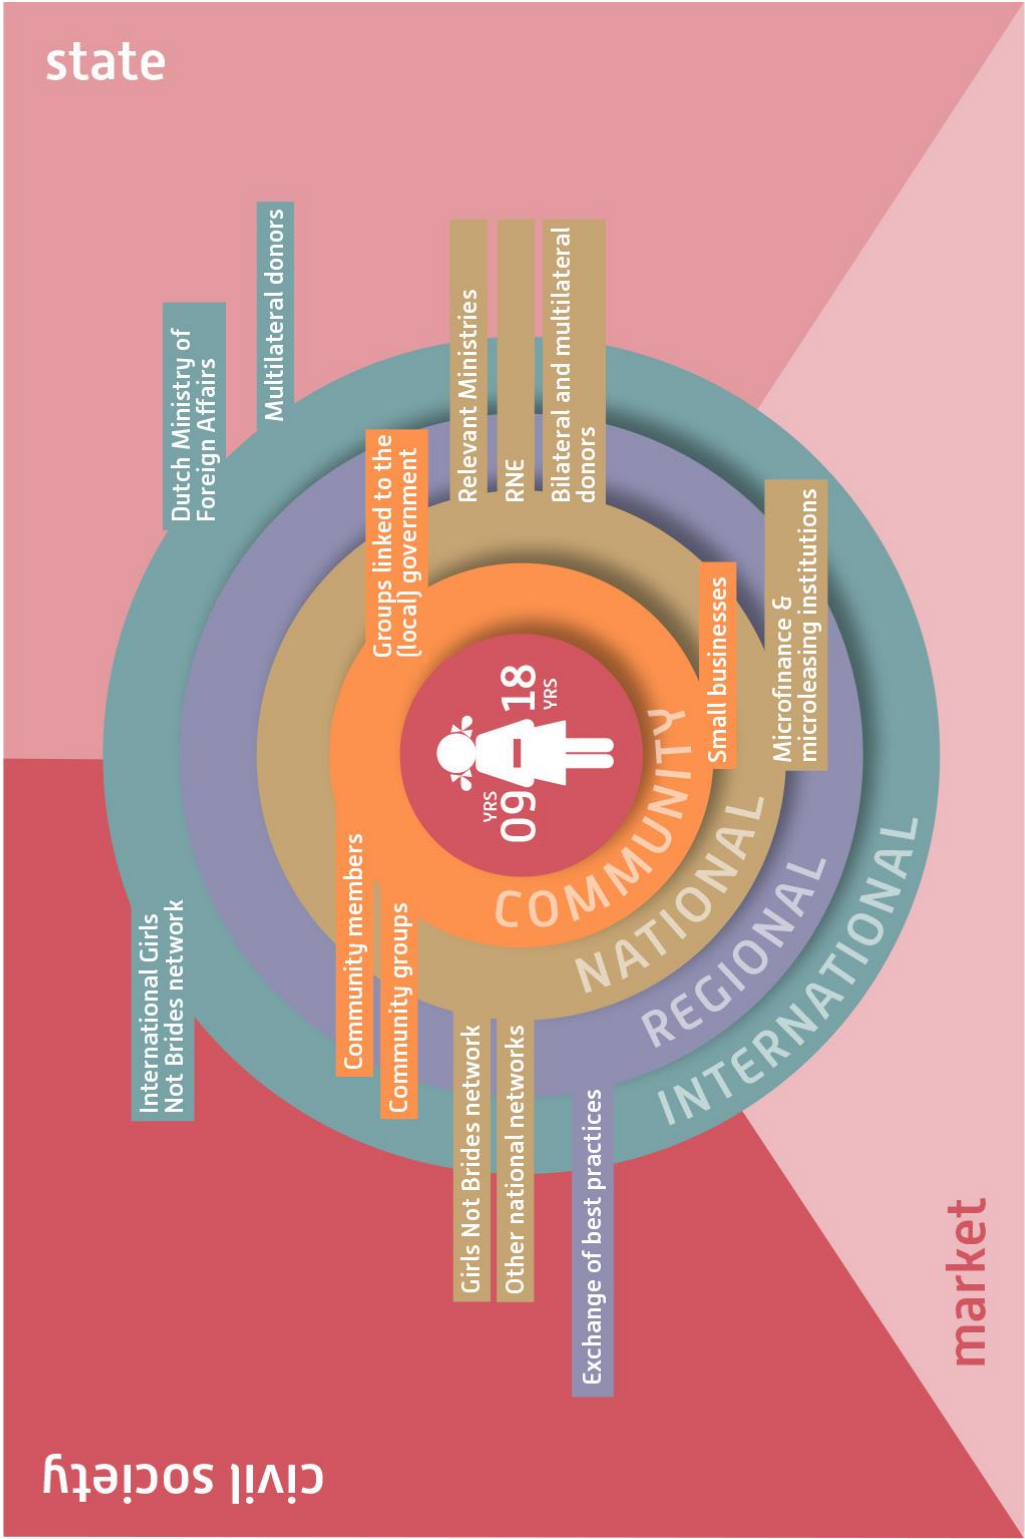 state
civil society
market
Dutch Ministry of
Foreign Affairs
Multilateral donors
International Girls
Not Brides network
Groups linked to the
(local) government
Relevant Ministries
RNE
Bilateral and multilateral
donors
Community members
Community groups
Girls Not Brides network
Other national networks
Exchange of best practices
YRS
09 – 18
YRS
Small businesses
Microfinance &
microleasing institutions
COMMUNITY
NATIONAL
REGIONAL
INTERNATIONAL